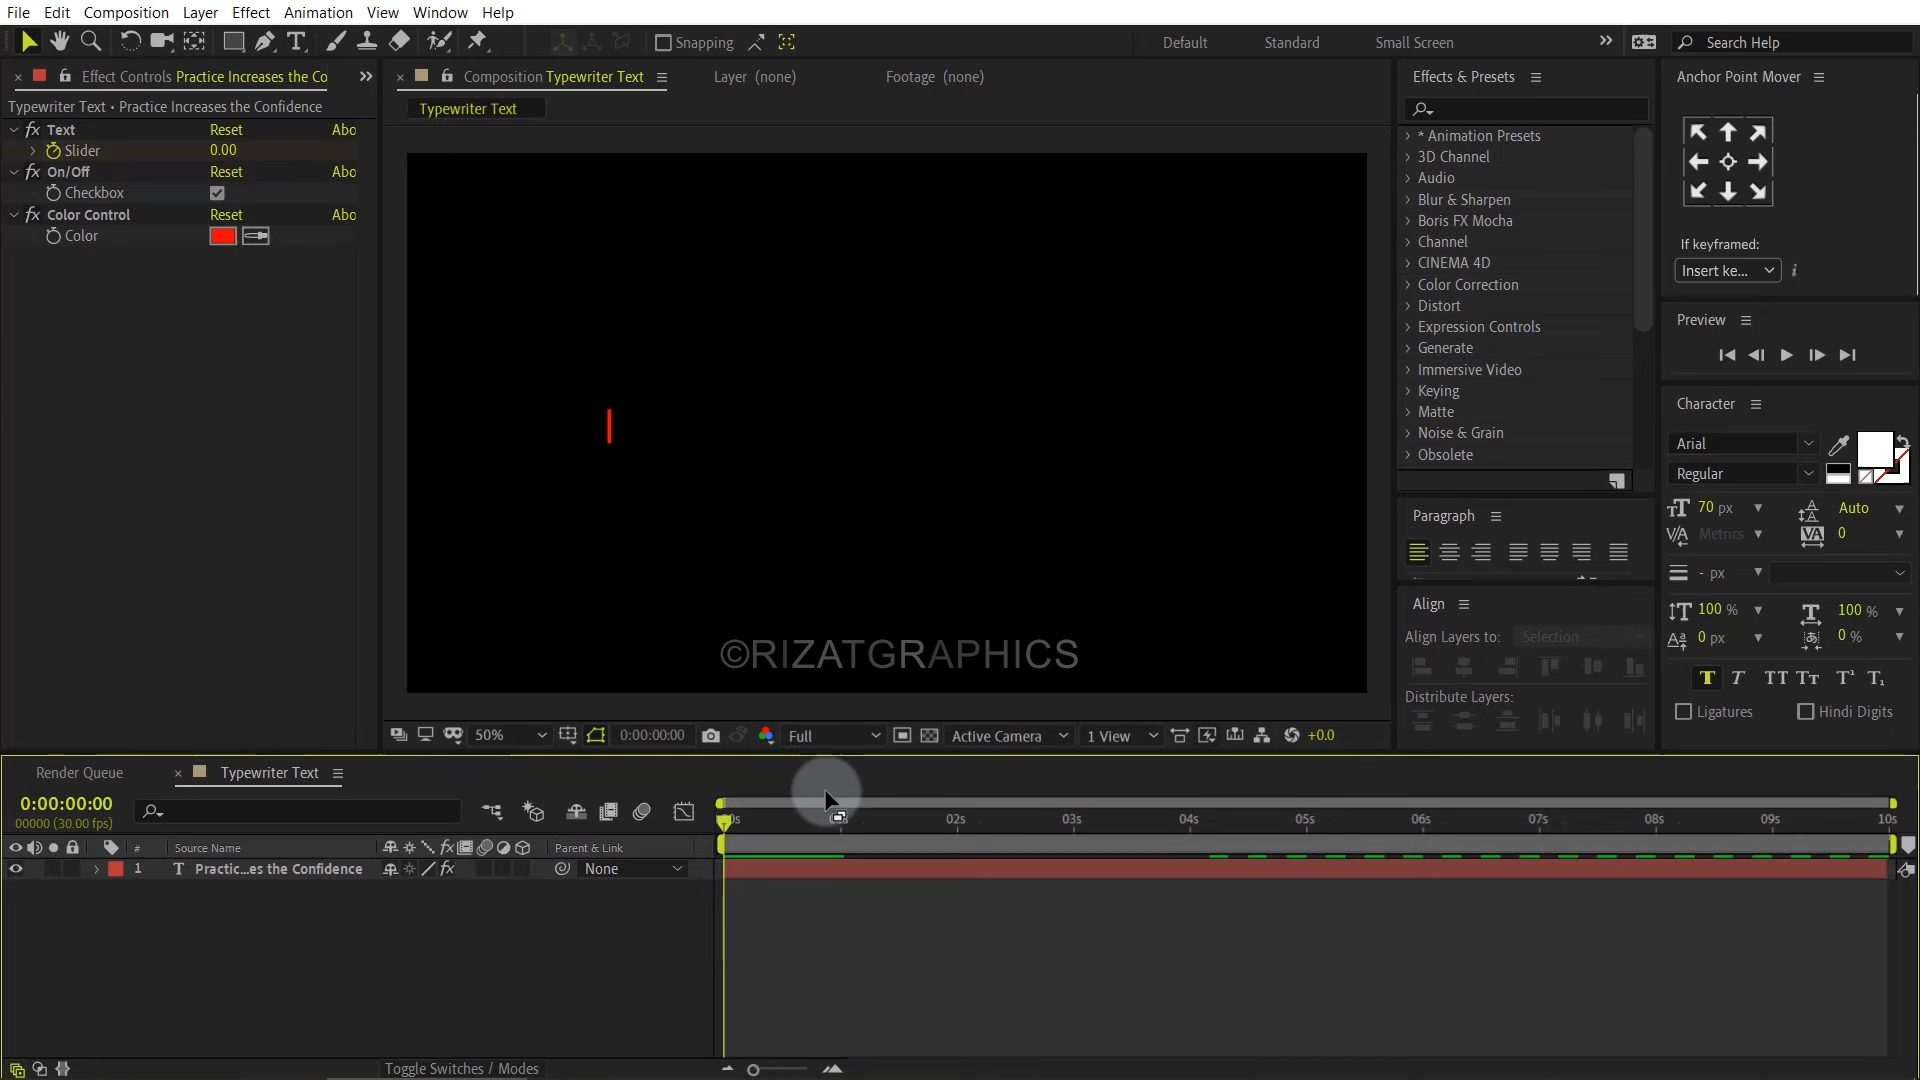 File Edit Composition Layer Effect Animation View Window Help
Snapping
Default Standard Small Screen
Search Help
Effect Controls Practice Increases the Co
Typewriter Text • Practice Increases the Confidence
fx Text Reset Abo
Slider 0.00
fx On/Off Reset Abo
Checkbox
fx Color Control Reset Abo
Color
Composition Typewriter Text
Layer (none)
Footage (none)
Typewriter Text
©RIZATGRAPHICS
50% 0:00:00:00 Full Active Camera 1 View +0.0
Effects & Presets
* Animation Presets
3D Channel
Audio
Blur & Sharpen
Boris FX Mocha
Channel
CINEMA 4D
Color Correction
Distort
Expression Controls
Generate
Immersive Video
Keying
Matte
Noise & Grain
Obsolete
Paragraph
Align
Align Layers to: Selection
Distribute Layers:
Anchor Point Mover
If keyframed:
Insert ke...
Preview
Character
Arial
Regular
70 px Auto
Metrics 0
- px
100 % 100 %
0 px 0 %
Ligatures Hindi Digits
Render Queue
Typewriter Text
0:00:00:00
00000 (30.00 fps)
02s 03s 04s 05s 06s 07s 08s 09s 10s
# Source Name Parent & Link
1 T Practic...es the Confidence fx None
Toggle Switches / Modes